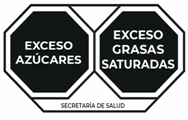 EXCESO
AZÚCARES
EXCESO
GRASAS
SATURADAS
SECRETARÍA DE SALUD